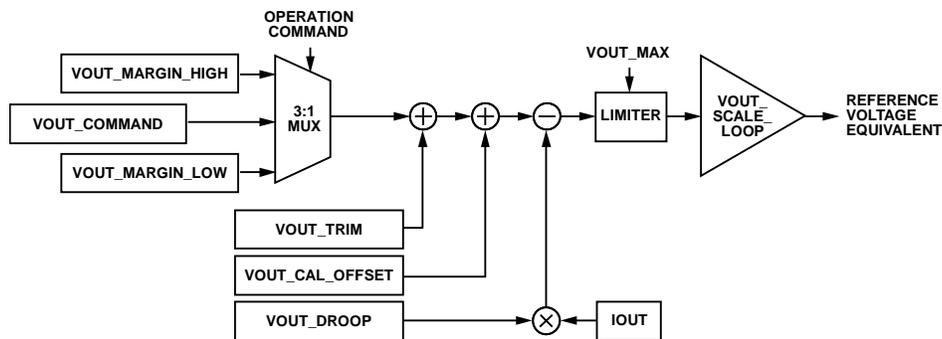 OPERATION
COMMAND
VOUT_MARGIN_HIGH
VOUT_COMMAND
VOUT_MARGIN_LOW
3:1
MUX
VOUT_MAX
LIMITER
VOUT_
SCALE_
LOOP
REFERENCE
VOLTAGE
EQUIVALENT
VOUT_TRIM
VOUT_CAL_OFFSET
VOUT_DROOP
IOUT